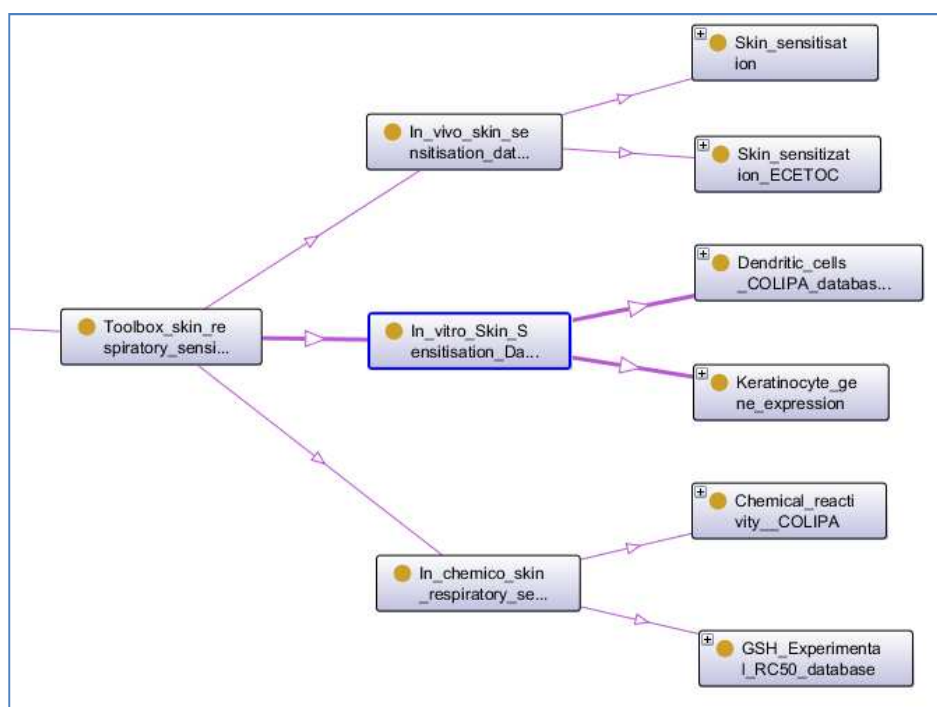 Skin_sensitisat
ion
In_vivo_skin_se
nsitisation_dat...
Skin_sensitizat
ion_ECETOC
Dendritic_cells
_COLIPA_databas...
Toolbox_skin_re
spiratory_sensi...
In_vitro_Skin_S
ensitisation_Da...
Keratinocyte_ge
ne_expression
Chemical_reacti
vity__COLIPA
In_chemico_skin
_respiratory_se...
GSH_Experimenta
l_RC50_database